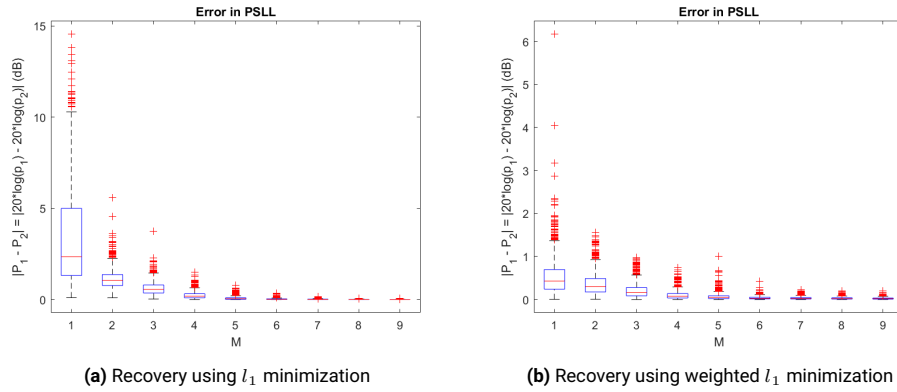 Error in PSLL
15
10
5
0
|P₁ - P₂| = |20*log(p₁) - 20*log(p₂)| (dB)
1 2 3 4 5 6 7 8 9
M
(a) Recovery using l₁ minimization
Error in PSLL
6
5
4
3
2
1
0
|P₁ - P₂| = |20*log(p₁) - 20*log(p₂)| (dB)
1 2 3 4 5 6 7 8 9
M
(b) Recovery using weighted l₁ minimization